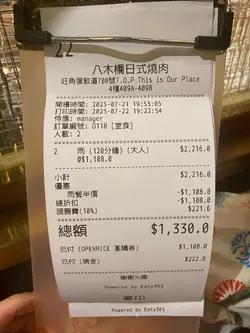 22
八木橋日式燒肉
旺角彌敦道700號T.O.P This is Our Place
4樓409A-409B
開檯時間: 2025-07-21 19:53:05
打印時間: 2025-07-22 19:22:54
侍應: manager
訂單編號: 0118 [堂食]
人數: 2
2 雨 (120分鐘) (大人) $2,216.0
@$1,108.0
小計 $2,216.0
優惠
雨餐半價 -$1,108.0
總折扣 -$1,108.0
服務費(10%) $221.6
總額 $1,330.0
已付 (OPENRICE 滙購券) $1,108.0
已付 (現金) $222.0
謝謝光臨
Powered by Eats365
重印
Powered by Eats365